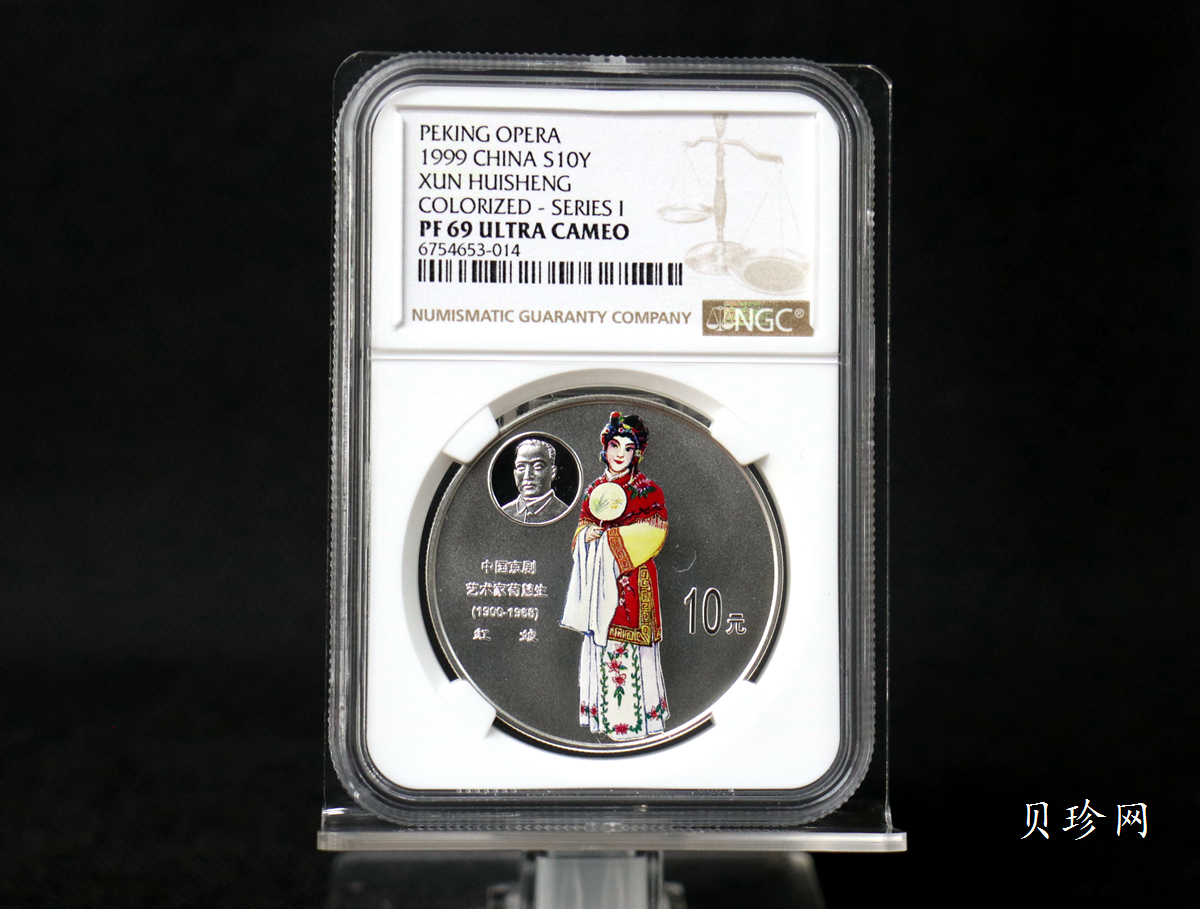 PEKING OPERA
1999 CHINA S10Y
XUN HUISHENG
COLORIZED - SERIES I
PF 69 ULTRA CAMEO
6754653-014
NUMISMATIC GUARANTY COMPANY
NGC®
中国京剧
艺术家荀慧生
(1900-1968)
红 娘
10元
贝珍网